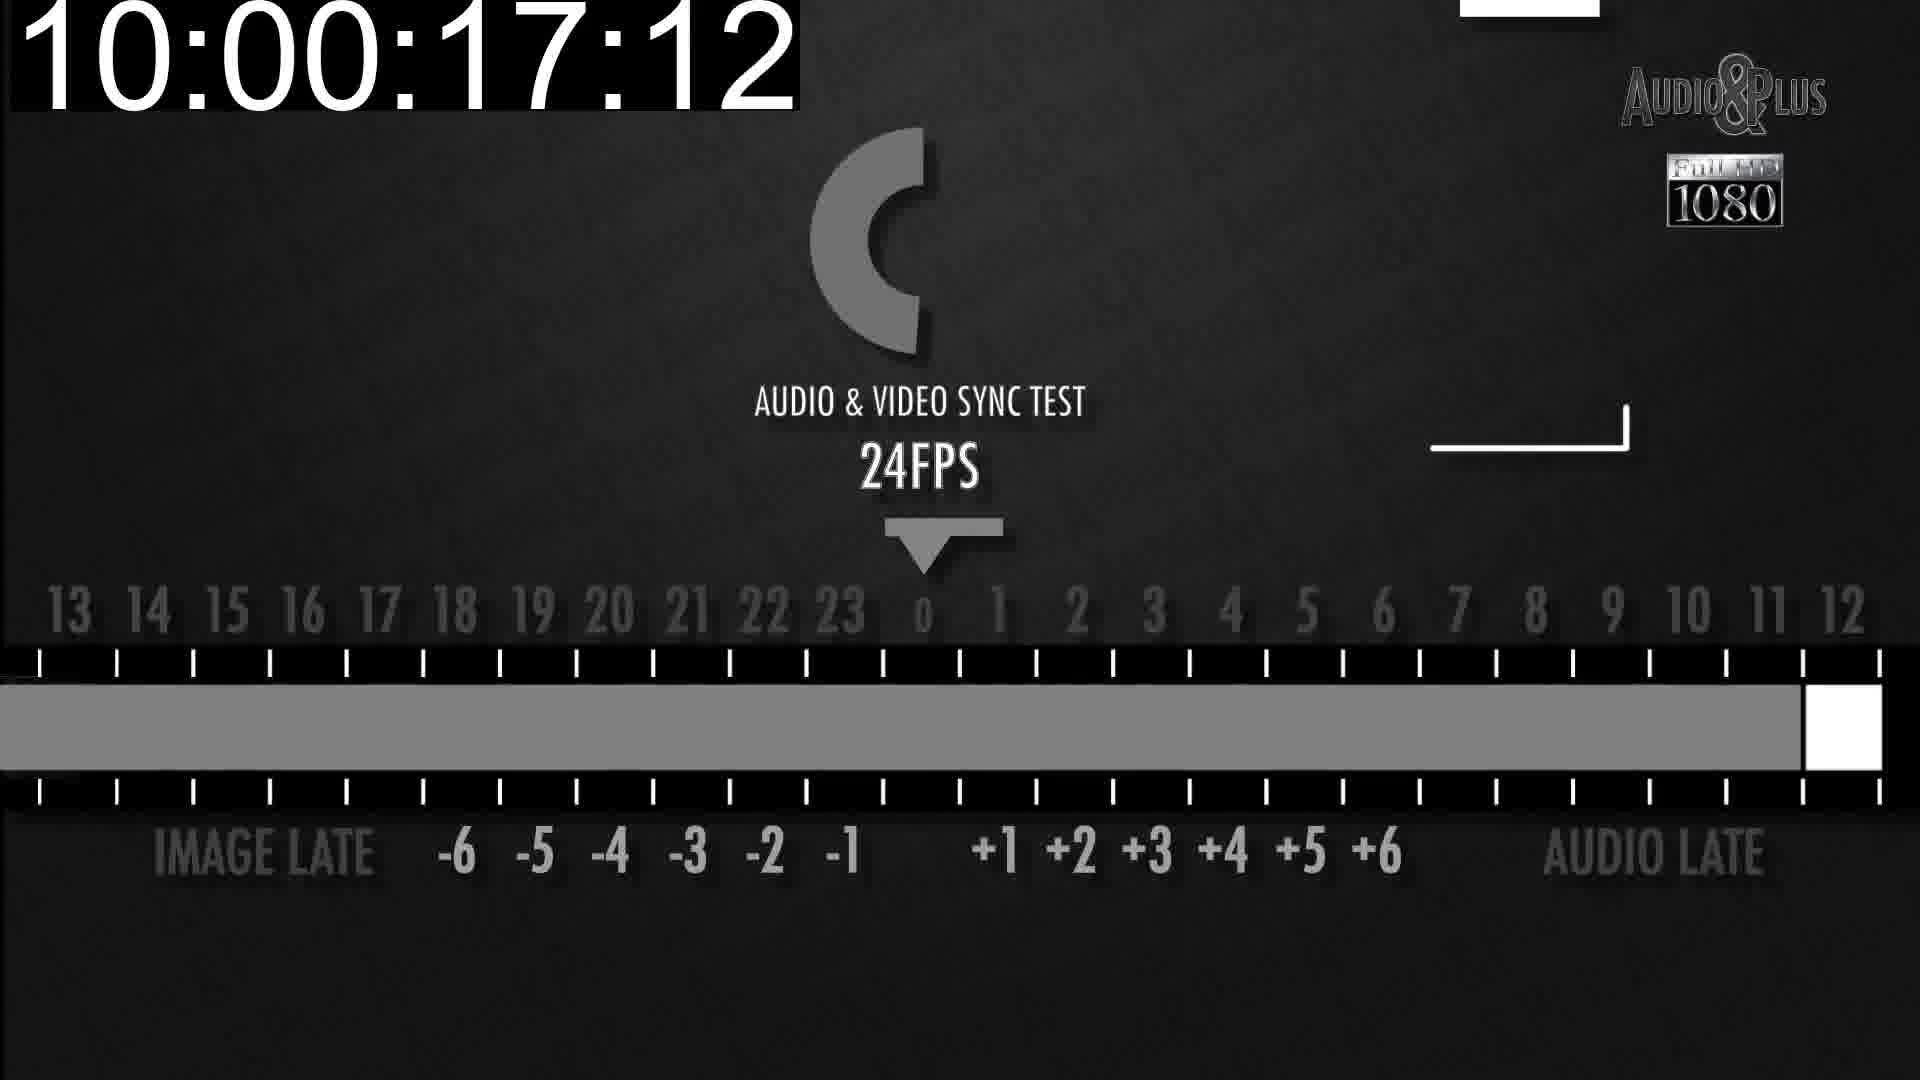 10:00:17:12
AUDIO&PLUS
Full HD
1080
AUDIO & VIDEO SYNC TEST
24FPS
13 14 15 16 17 18 19 20 21 22 23 0 1 2 3 4 5 6 7 8 9 10 11 12
IMAGE LATE -6 -5 -4 -3 -2 -1 +1 +2 +3 +4 +5 +6 AUDIO LATE